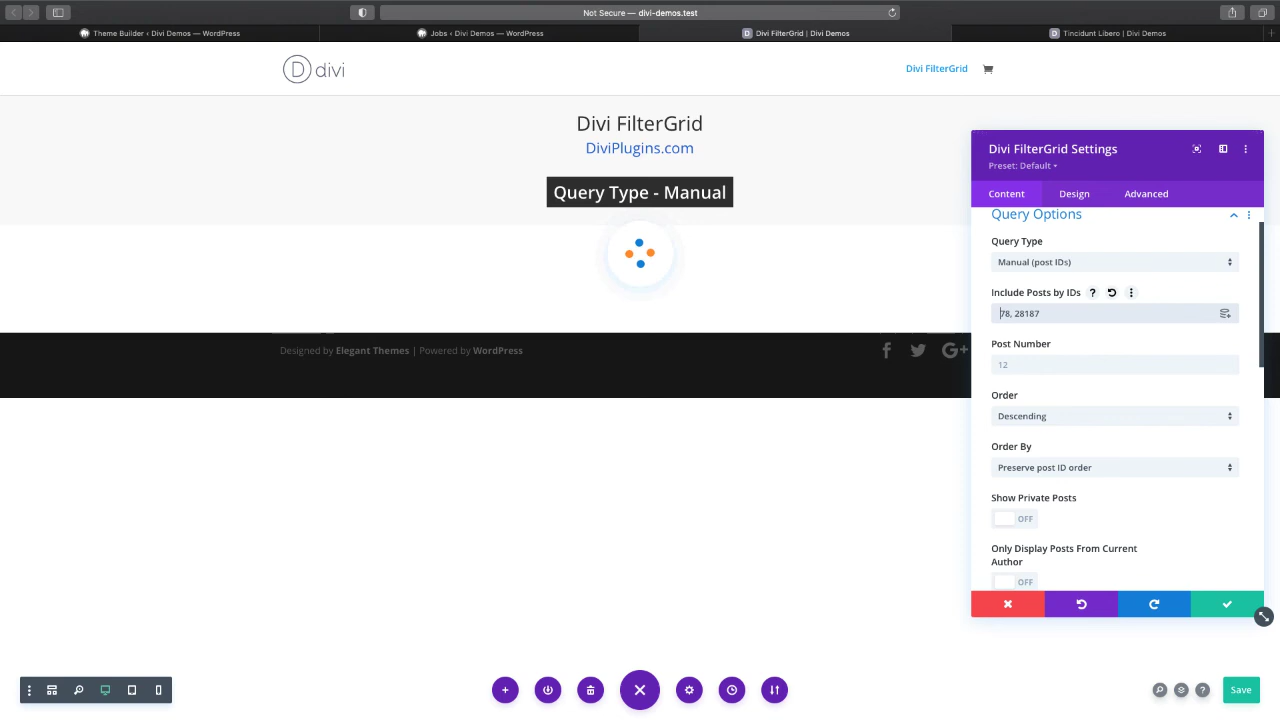 Not Secure — divi-demos.test
Theme Builder ‹ Divi Demos — WordPress
Jobs ‹ Divi Demos — WordPress
Divi FilterGrid | Divi Demos
Tincidunt Libero | Divi Demos
divi
Divi FilterGrid
Divi FilterGrid
DiviPlugins.com
Query Type - Manual
Designed by Elegant Themes | Powered by WordPress
Divi FilterGrid Settings
Preset: Default
Content
Design
Advanced
Query Options
Query Type
Manual (post IDs)
Include Posts by IDs
78, 28187
Post Number
12
Order
Descending
Order By
Preserve post ID order
Show Private Posts
OFF
Only Display Posts From Current
Author
OFF
Save